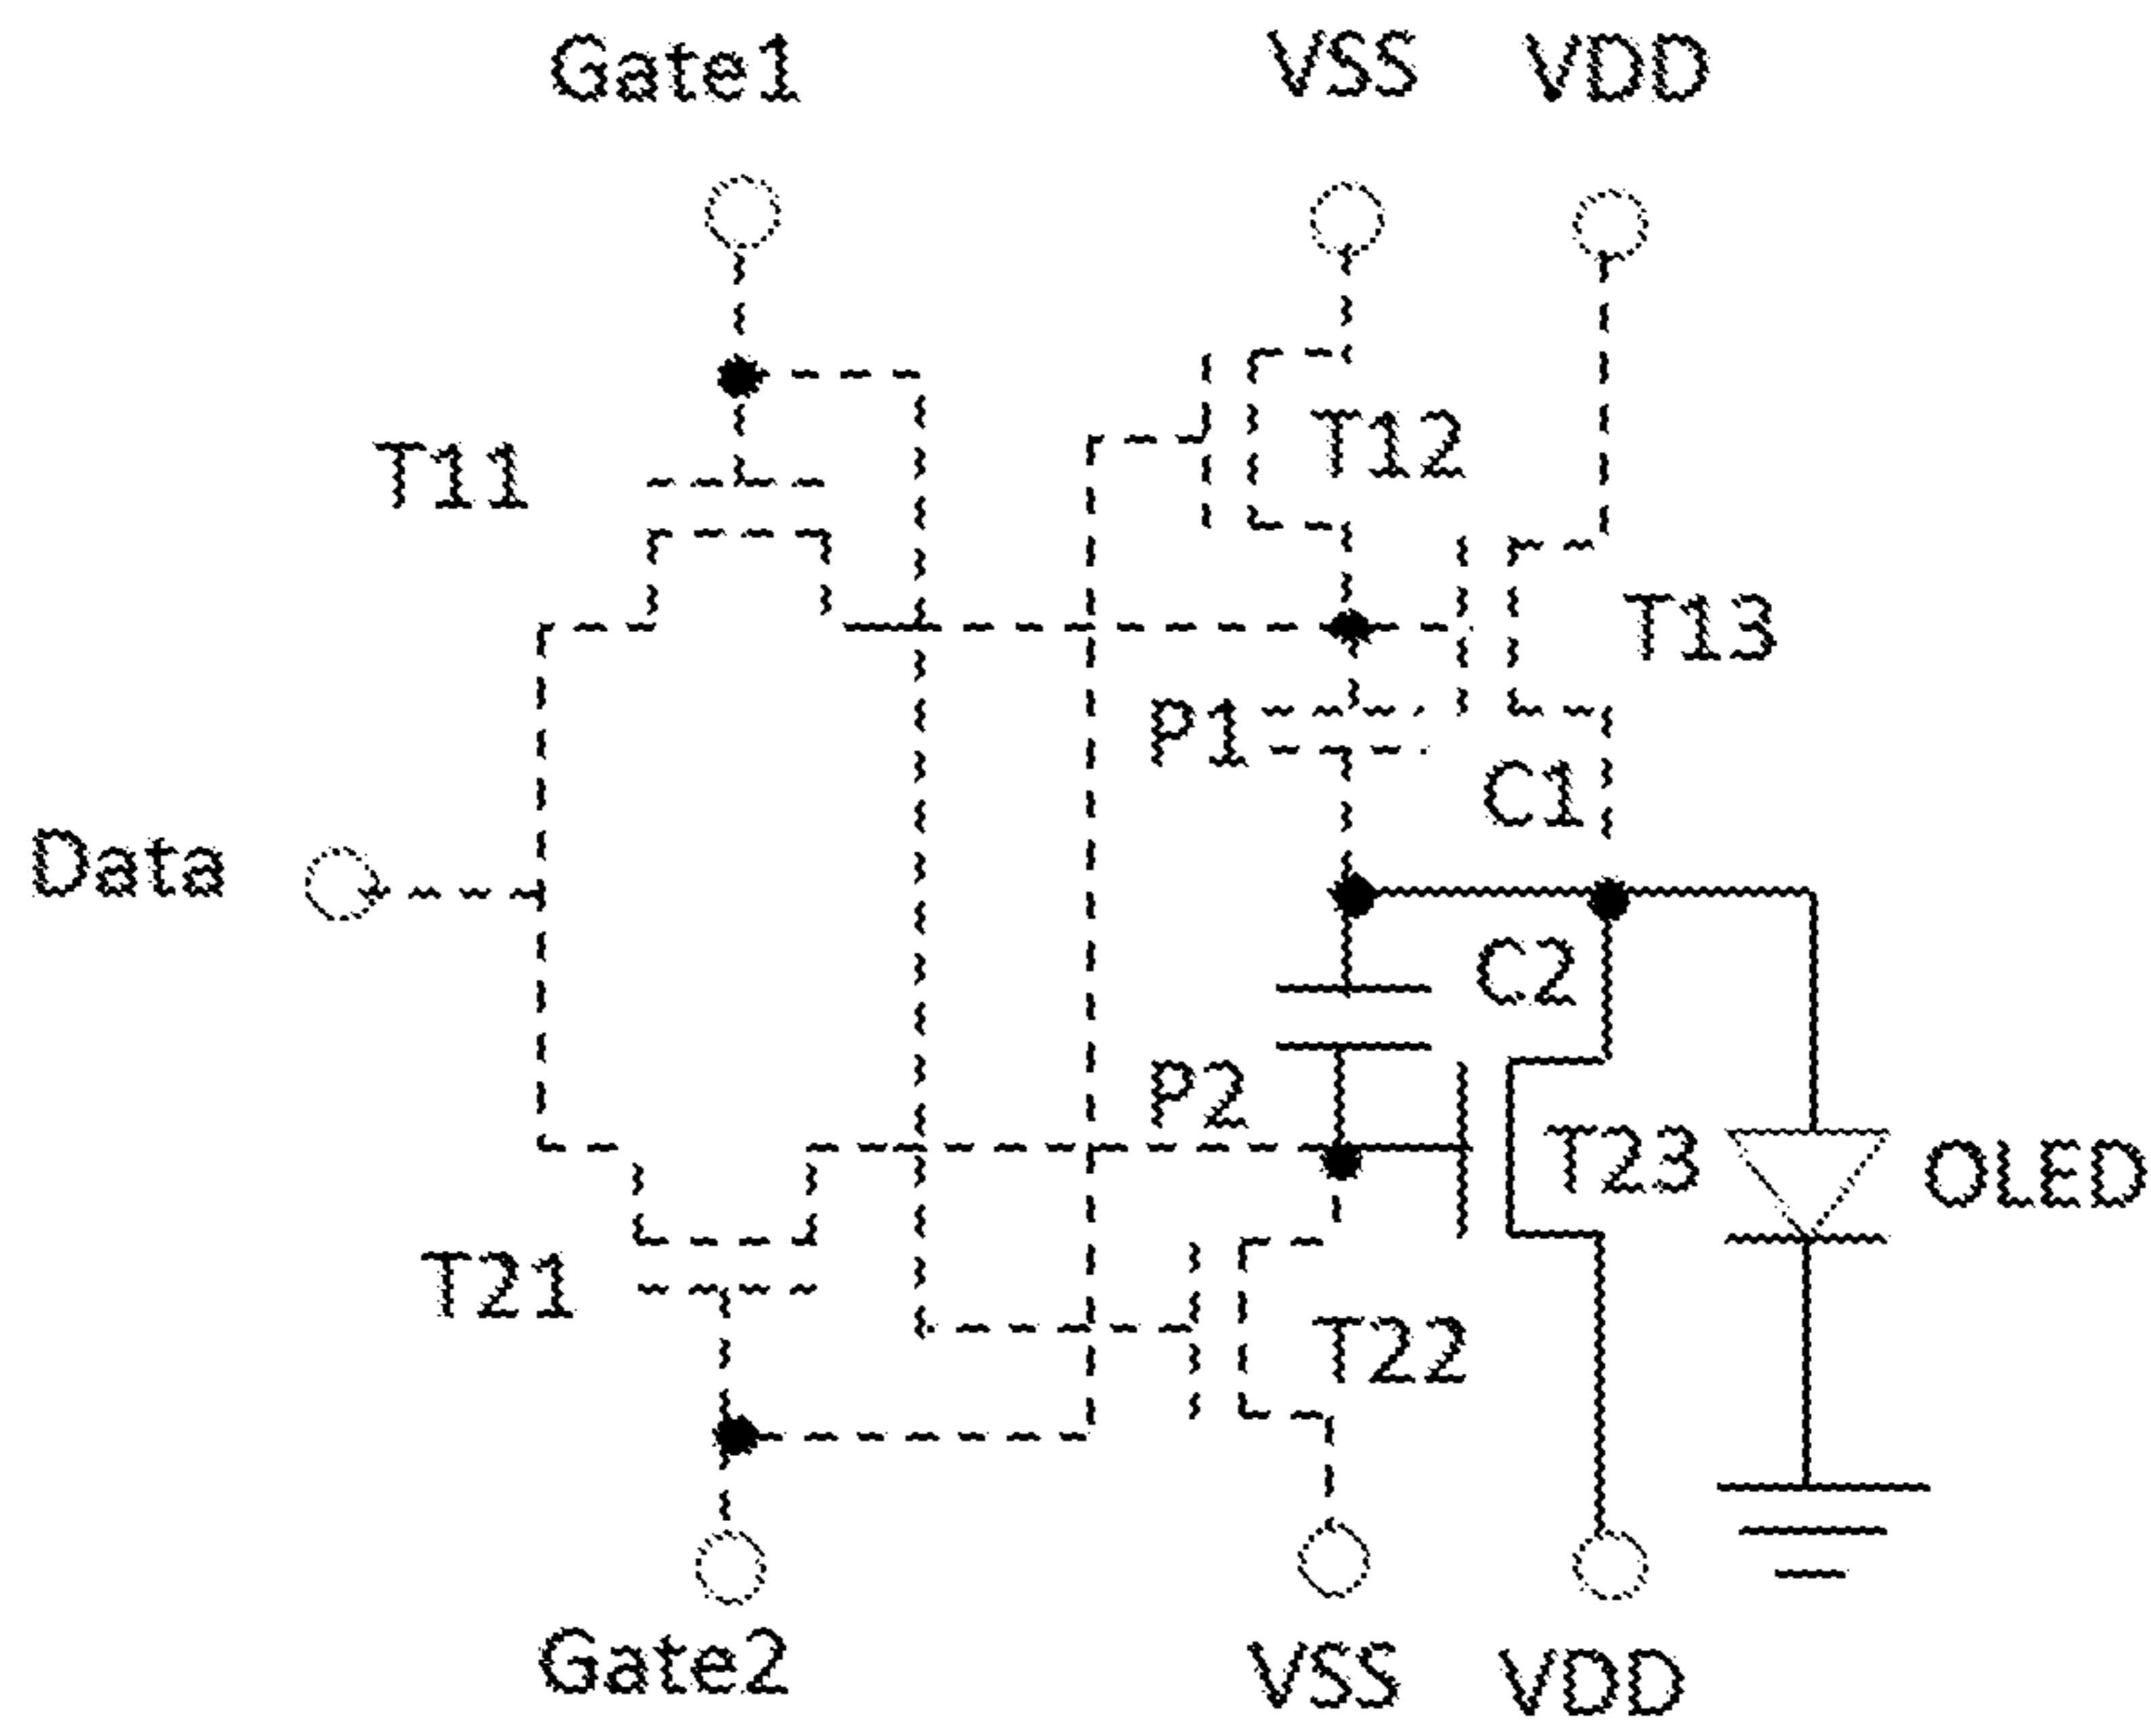 Gate1
VSS
VDD
T11
T12
T13
P1
C1
Data
C2
P2
T23
OLED
T21
T22
Gate2
VSS
VDD